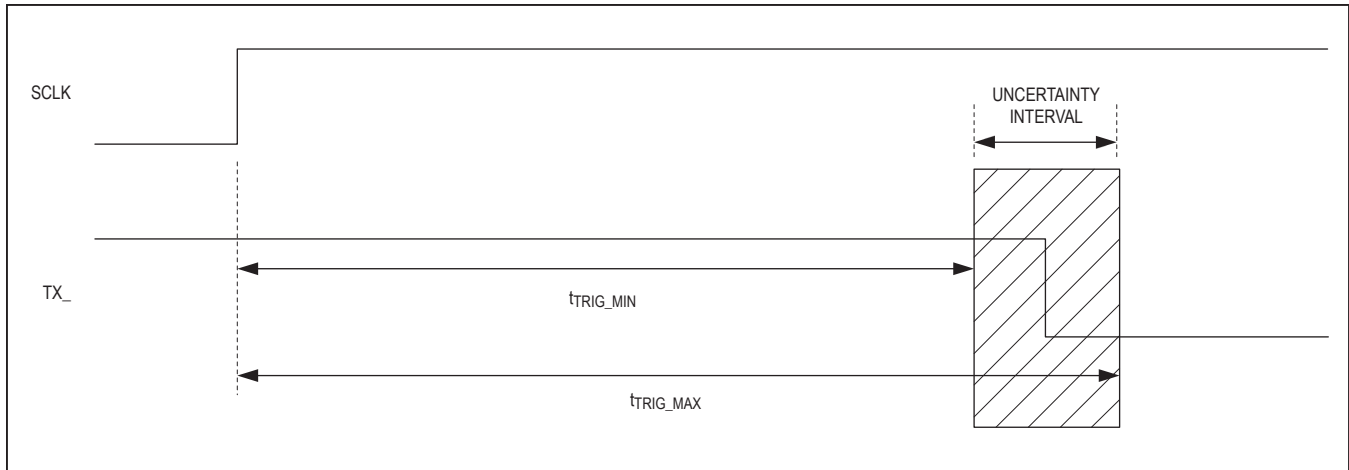 SCLK
UNCERTAINTY
INTERVAL
TX_
tTRIG_MIN
tTRIG_MAX